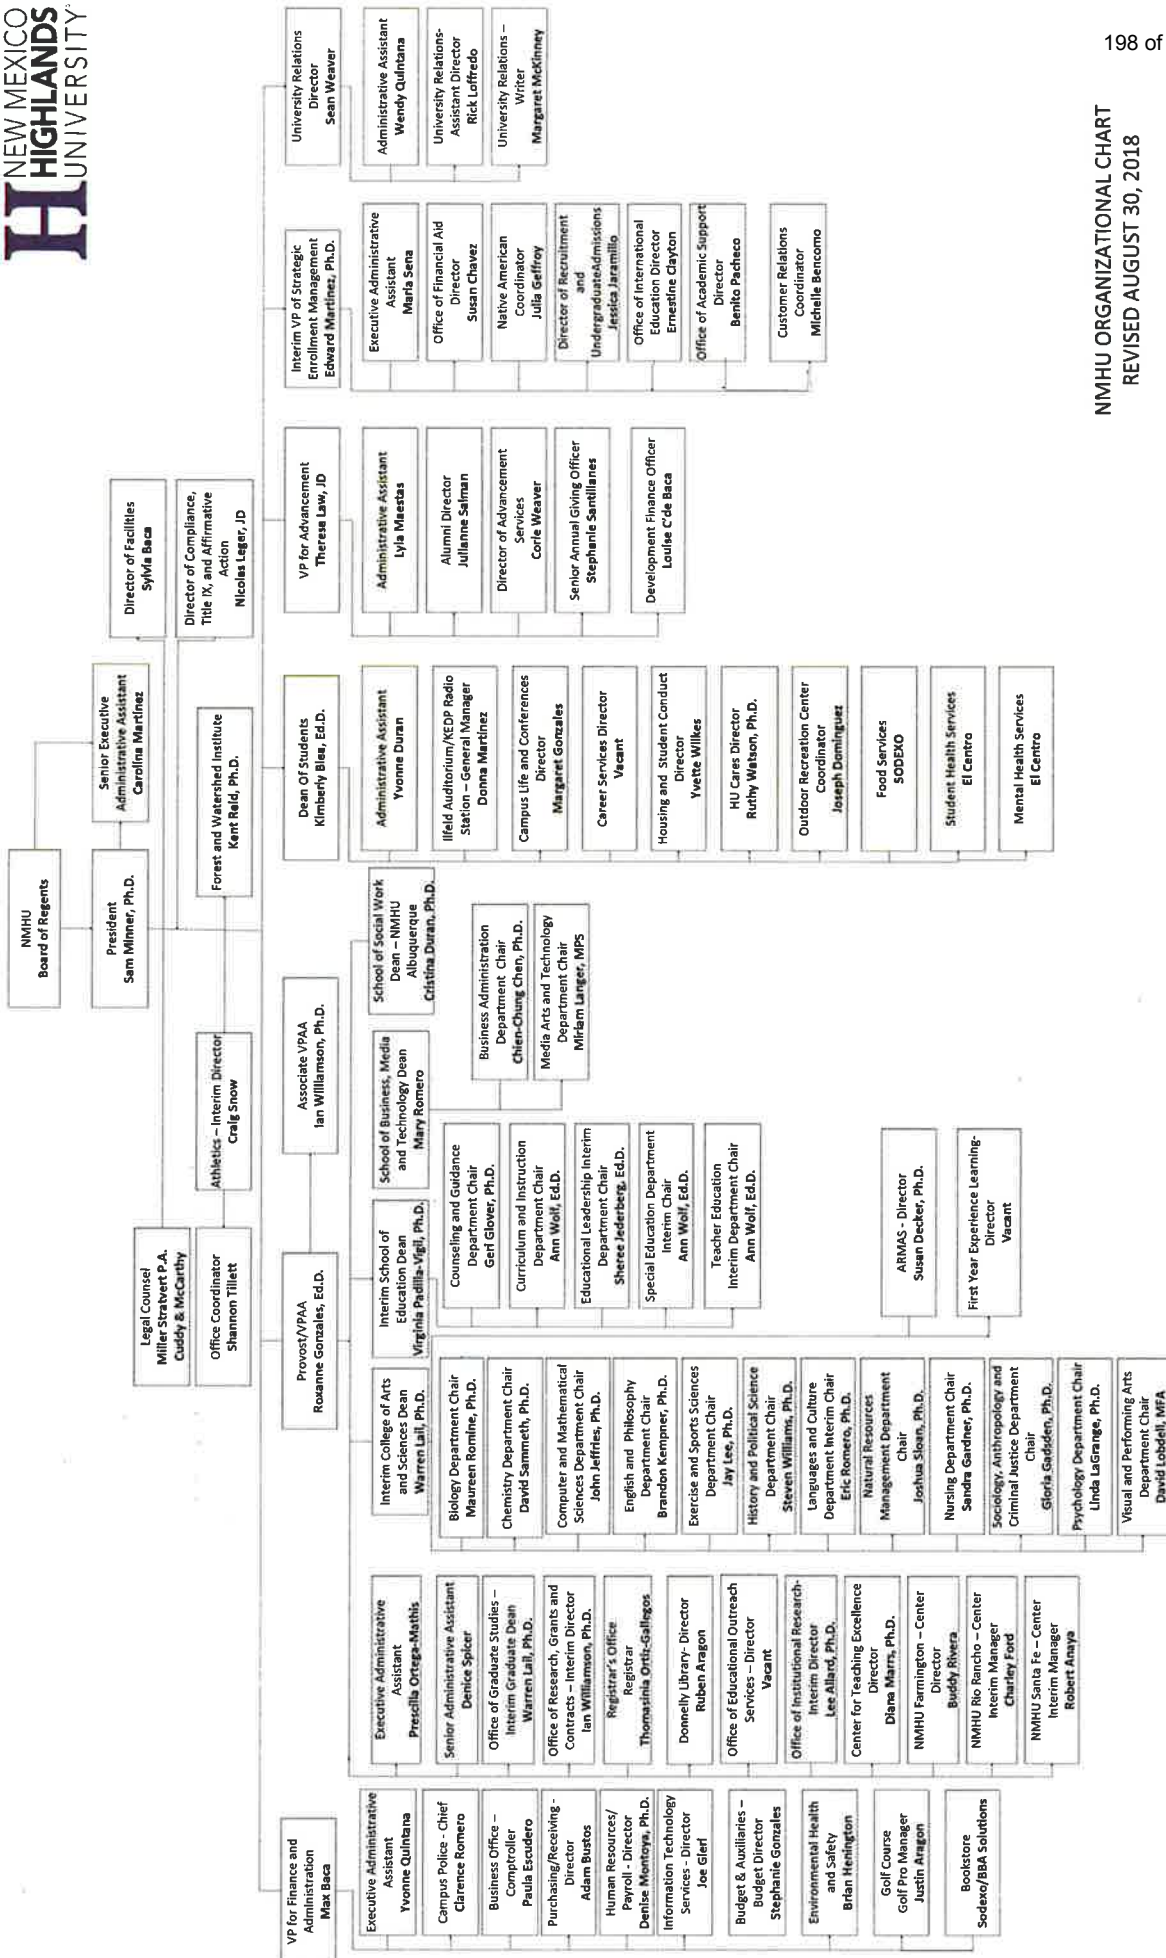 NEW MEXICO
HIGHLANDS
UNIVERSITY
198 of
NMHU ORGANIZATIONAL CHART
REVISED AUGUST 30, 2018
NMHU
Board of Regents
President
Sam Minner, Ph.D.
Senior Executive
Administrative Assistant
Carolina Martinez
Legal Counsel
Miller Stratvert P.A.
Cuddy & McCarthy
Director of Facilities
Sylvia Baca
Director of Compliance,
Title IX, and Affirmative
Action
Nicolas Leger, JD
Office Coordinator
Shannon Tillett
Athletics – Interim Director
Craig Snow
Forest and Watershed Institute
Kent Reid, Ph.D.
VP for Finance and
Administration
Max Baca
Executive Administrative
Assistant
Yvonne Quintana
Campus Police - Chief
Clarence Romero
Business Office –
Comptroller
Paula Escudero
Purchasing/Receiving -
Director
Adam Bustos
Human Resources/
Payroll - Director
Denise Montoya, Ph.D.
Information Technology
Services - Director
Joe Gieri
Budget & Auxiliaries –
Budget Director
Stephanie Gonzales
Environmental Health
and Safety
Brian Henington
Golf Course
Golf Pro Manager
Justin Aragon
Bookstore
Sodexo/BBA Solutions
Provost/VPAA
Roxanne Gonzales, Ed.D.
Associate VPAA
Ian Williamson, Ph.D.
Executive Administrative
Assistant
Prescilla Ortega-Mathis
Senior Administrative Assistant
Denice Spicer
Office of Graduate Studies –
Interim Graduate Dean
Warren Lail, Ph.D.
Office of Research, Grants and
Contracts – Interim Director
Ian Williamson, Ph.D.
Registrar's Office
Registrar
Thomasinia Ortiz-Gallegos
Donnelly Library- Director
Ruben Aragon
Office of Educational Outreach
Services – Director
Vacant
Office of Institutional Research-
Interim Director
Lee Allard, Ph.D.
Center for Teaching Excellence
Director
Diana Marrs, Ph.D.
NMHU Farmington – Center
Director
Buddy Rivera
NMHU Rio Rancho – Center
Interim Manager
Charley Ford
NMHU Santa Fe – Center
Interim Manager
Robert Anaya
Interim College of Arts
and Sciences Dean
Warren Lail, Ph.D.
Biology Department Chair
Maureen Romine, Ph.D.
Chemistry Department Chair
David Sammeth, Ph.D.
Computer and Mathematical
Sciences Department Chair
John Jeffries, Ph.D.
English and Philosophy
Department Chair
Brandon Kempner, Ph.D.
Exercise and Sports Sciences
Department Chair
Jay Lee, Ph.D.
History and Political Science
Department Chair
Steven Williams, Ph.D.
Languages and Culture
Department Interim Chair
Eric Romero, Ph.D.
Natural Resources
Management Department
Chair
Joshua Sloan, Ph.D.
Nursing Department Chair
Sandra Gardner, Ph.D.
Sociology, Anthropology and
Criminal Justice Department
Chair
Gloria Gadsden, Ph.D.
Psychology Department Chair
Linda LaGrange, Ph.D.
Visual and Performing Arts
Department Chair
David Lobdell, MFA
ARMAS - Director
Susan Decker, Ph.D.
First Year Experience Learning-
Director
Vacant
Interim School of
Education Dean
Virginia Padilla-Vigil, Ph.D.
Counseling and Guidance
Department Chair
Geri Glover, Ph.D.
Curriculum and Instruction
Department Chair
Ann Wolf, Ed.D.
Educational Leadership Interim
Department Chair
Sheree Jederberg, Ed.D.
Special Education Department
Interim Chair
Ann Wolf, Ed.D.
Teacher Education
Interim Department Chair
Ann Wolf, Ed.D.
School of Business, Media
and Technology Dean
Mary Romero
Business Administration
Department Chair
Chien-Chung Chen, Ph.D.
Media Arts and Technology
Department Chair
Miriam Langer, MPS
School of Social Work
Dean – NMHU
Albuquerque
Cristina Duran, Ph.D.
Dean Of Students
Kimberly Blea, Ed.D.
Administrative Assistant
Yvonne Duran
Ilfeld Auditorium/KEDP Radio
Station – General Manager
Dona Martinez
Campus Life and Conferences
Director
Margaret Gonzales
Career Services Director
Vacant
Housing and Student Conduct
Director
Yvette Wilkes
HU Cares Director
Ruthy Watson, Ph.D.
Outdoor Recreation Center
Coordinator
Joseph Dominguez
Food Services
SODEXO
Student Health Services
El Centro
Mental Health Services
El Centro
VP for Advancement
Theresa Law, JD
Administrative Assistant
Lyla Maestas
Alumni Director
Julianne Salman
Director of Advancement
Services
Corie Weaver
Senior Annual Giving Officer
Stephanie Santillanes
Development Finance Officer
Louise C'de Baca
Interim VP of Strategic
Enrollment Management
Edward Martinez, Ph.D.
Executive Administrative
Assistant
Maria Sena
Office of Financial Aid
Director
Susan Chavez
Native American
Coordinator
Julia Geffroy
Director of Recruitment
and
UndergraduateAdmissions
Jessica Jaramillo
Office of International
Education Director
Ernestine Clayton
Office of Academic Support
Director
Benito Pacheco
Customer Relations
Coordinator
Michelle Bencomo
University Relations
Director
Sean Weaver
Administrative Assistant
Wendy Quintana
University Relations-
Assistant Director
Rick Loffredo
University Relations –
Writer
Margaret McKinney